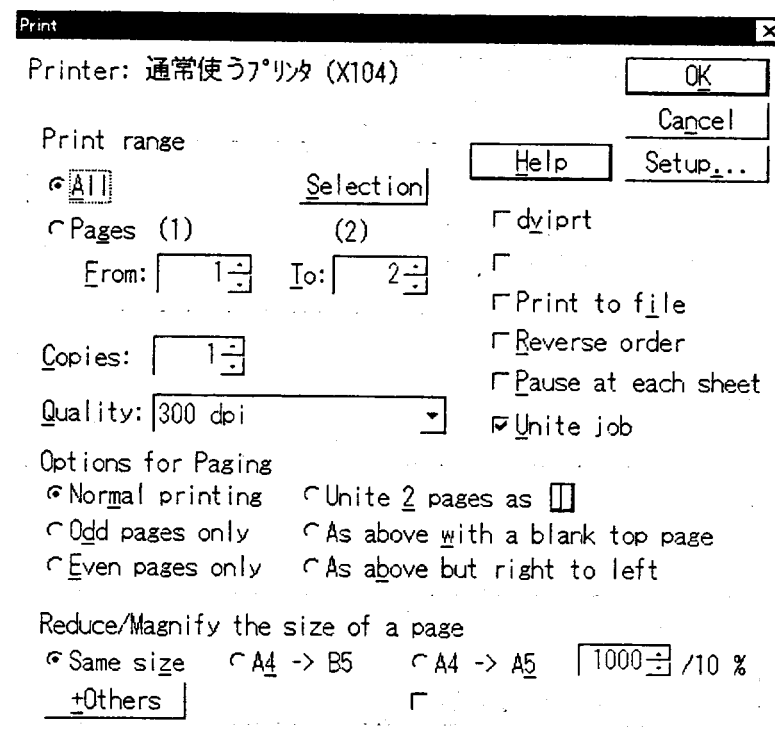 Print
Printer: 通常使うﾌﾟﾘﾝﾀ (X104)
OK
Cancel
Print range
Help
Setup...
All
Selection
Pages (1) (2)
dviprt
From: 1 To: 2
Print to file
Reverse order
Copies: 1
Pause at each sheet
Quality: 300 dpi
Unite job
Options for Paging
Normal printing Unite 2 pages as
Odd pages only As above with a blank top page
Even pages only As above but right to left
Reduce/Magnify the size of a page
Same size A4 -> B5 A4 -> A5 1000 /10 %
+Others